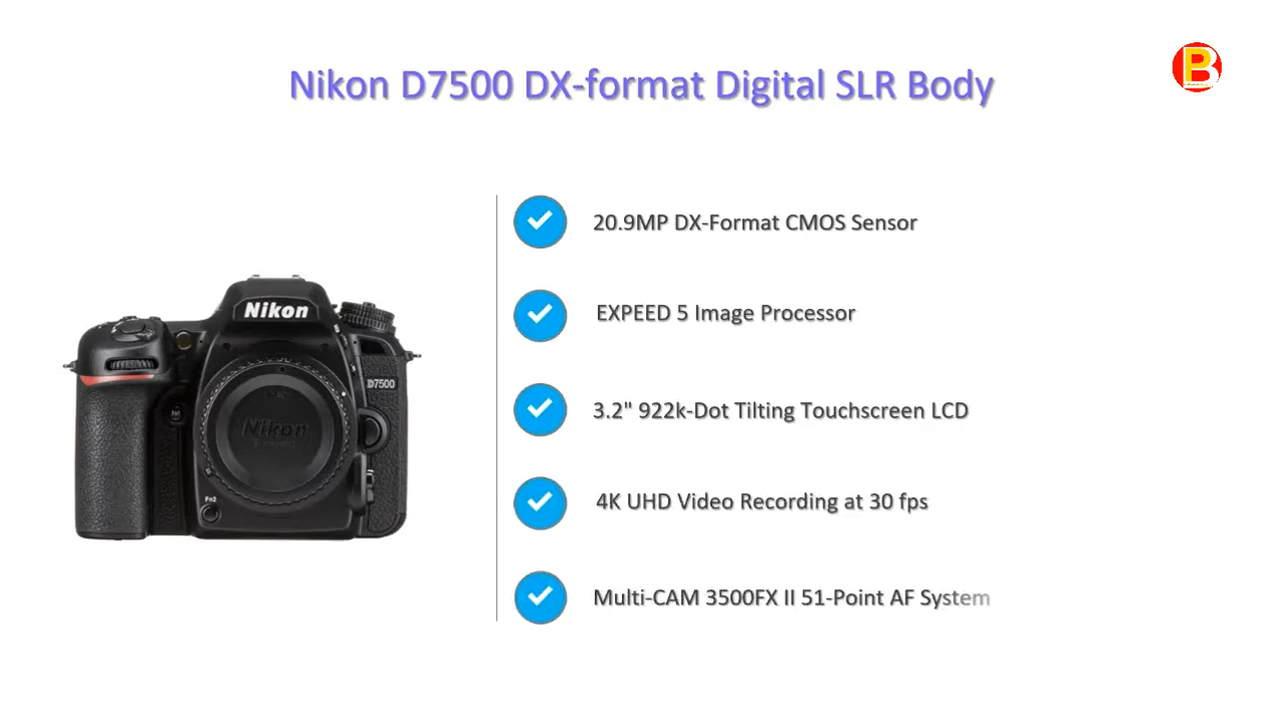 Nikon D7500 DX-format Digital SLR Body
B
20.9MP DX-Format CMOS Sensor
EXPEED 5 Image Processor
3.2" 922k-Dot Tilting Touchscreen LCD
4K UHD Video Recording at 30 fps
Multi-CAM 3500FX II 51-Point AF System
Nikon
D7500
Nikon
Fn2